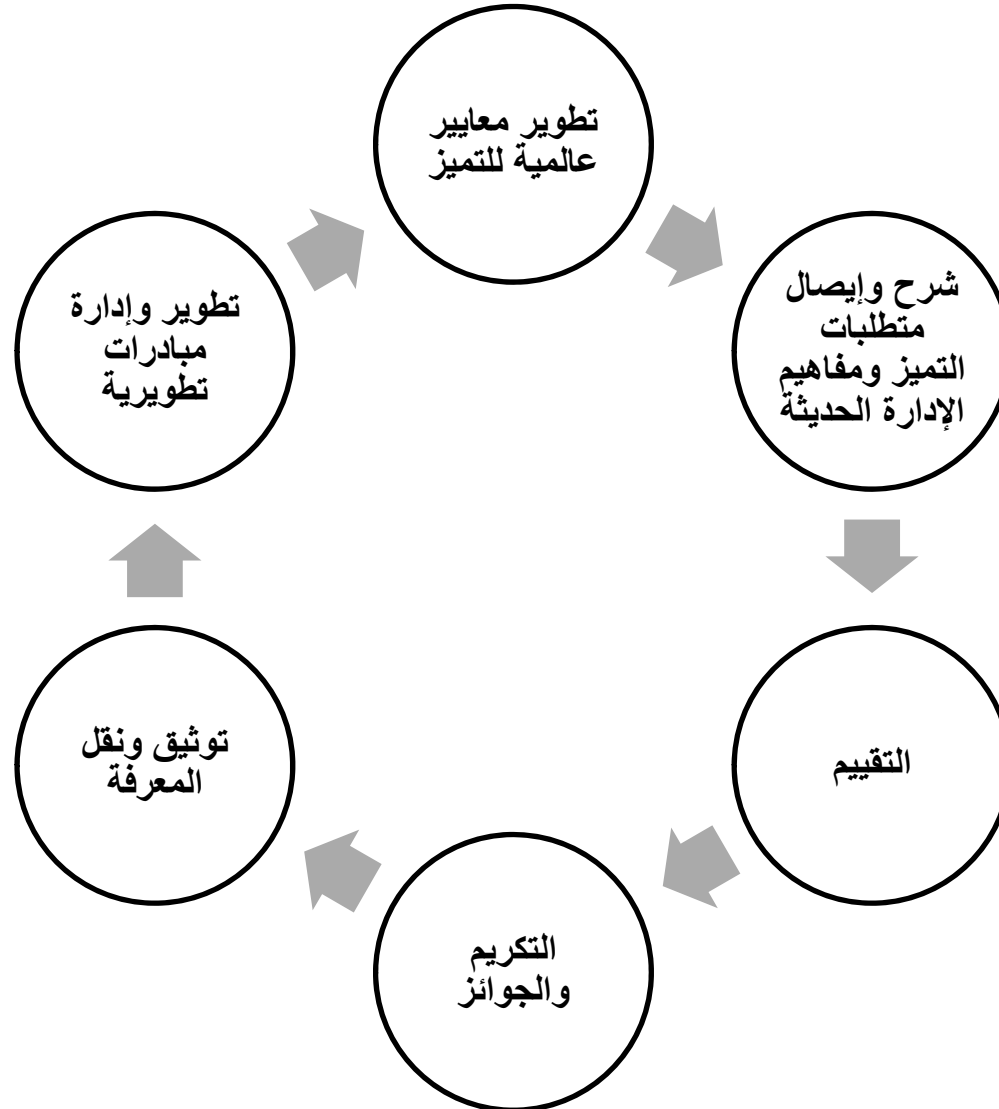 تطوير معايير
عالمية للتميز
شرح وإيصال
متطلبات
التميز ومفاهيم
الإدارة الحديثة
التقييم
التكريم
والجوائز
توثيق ونقل
المعرفة
تطوير وإدارة
مبادرات
تطويرية